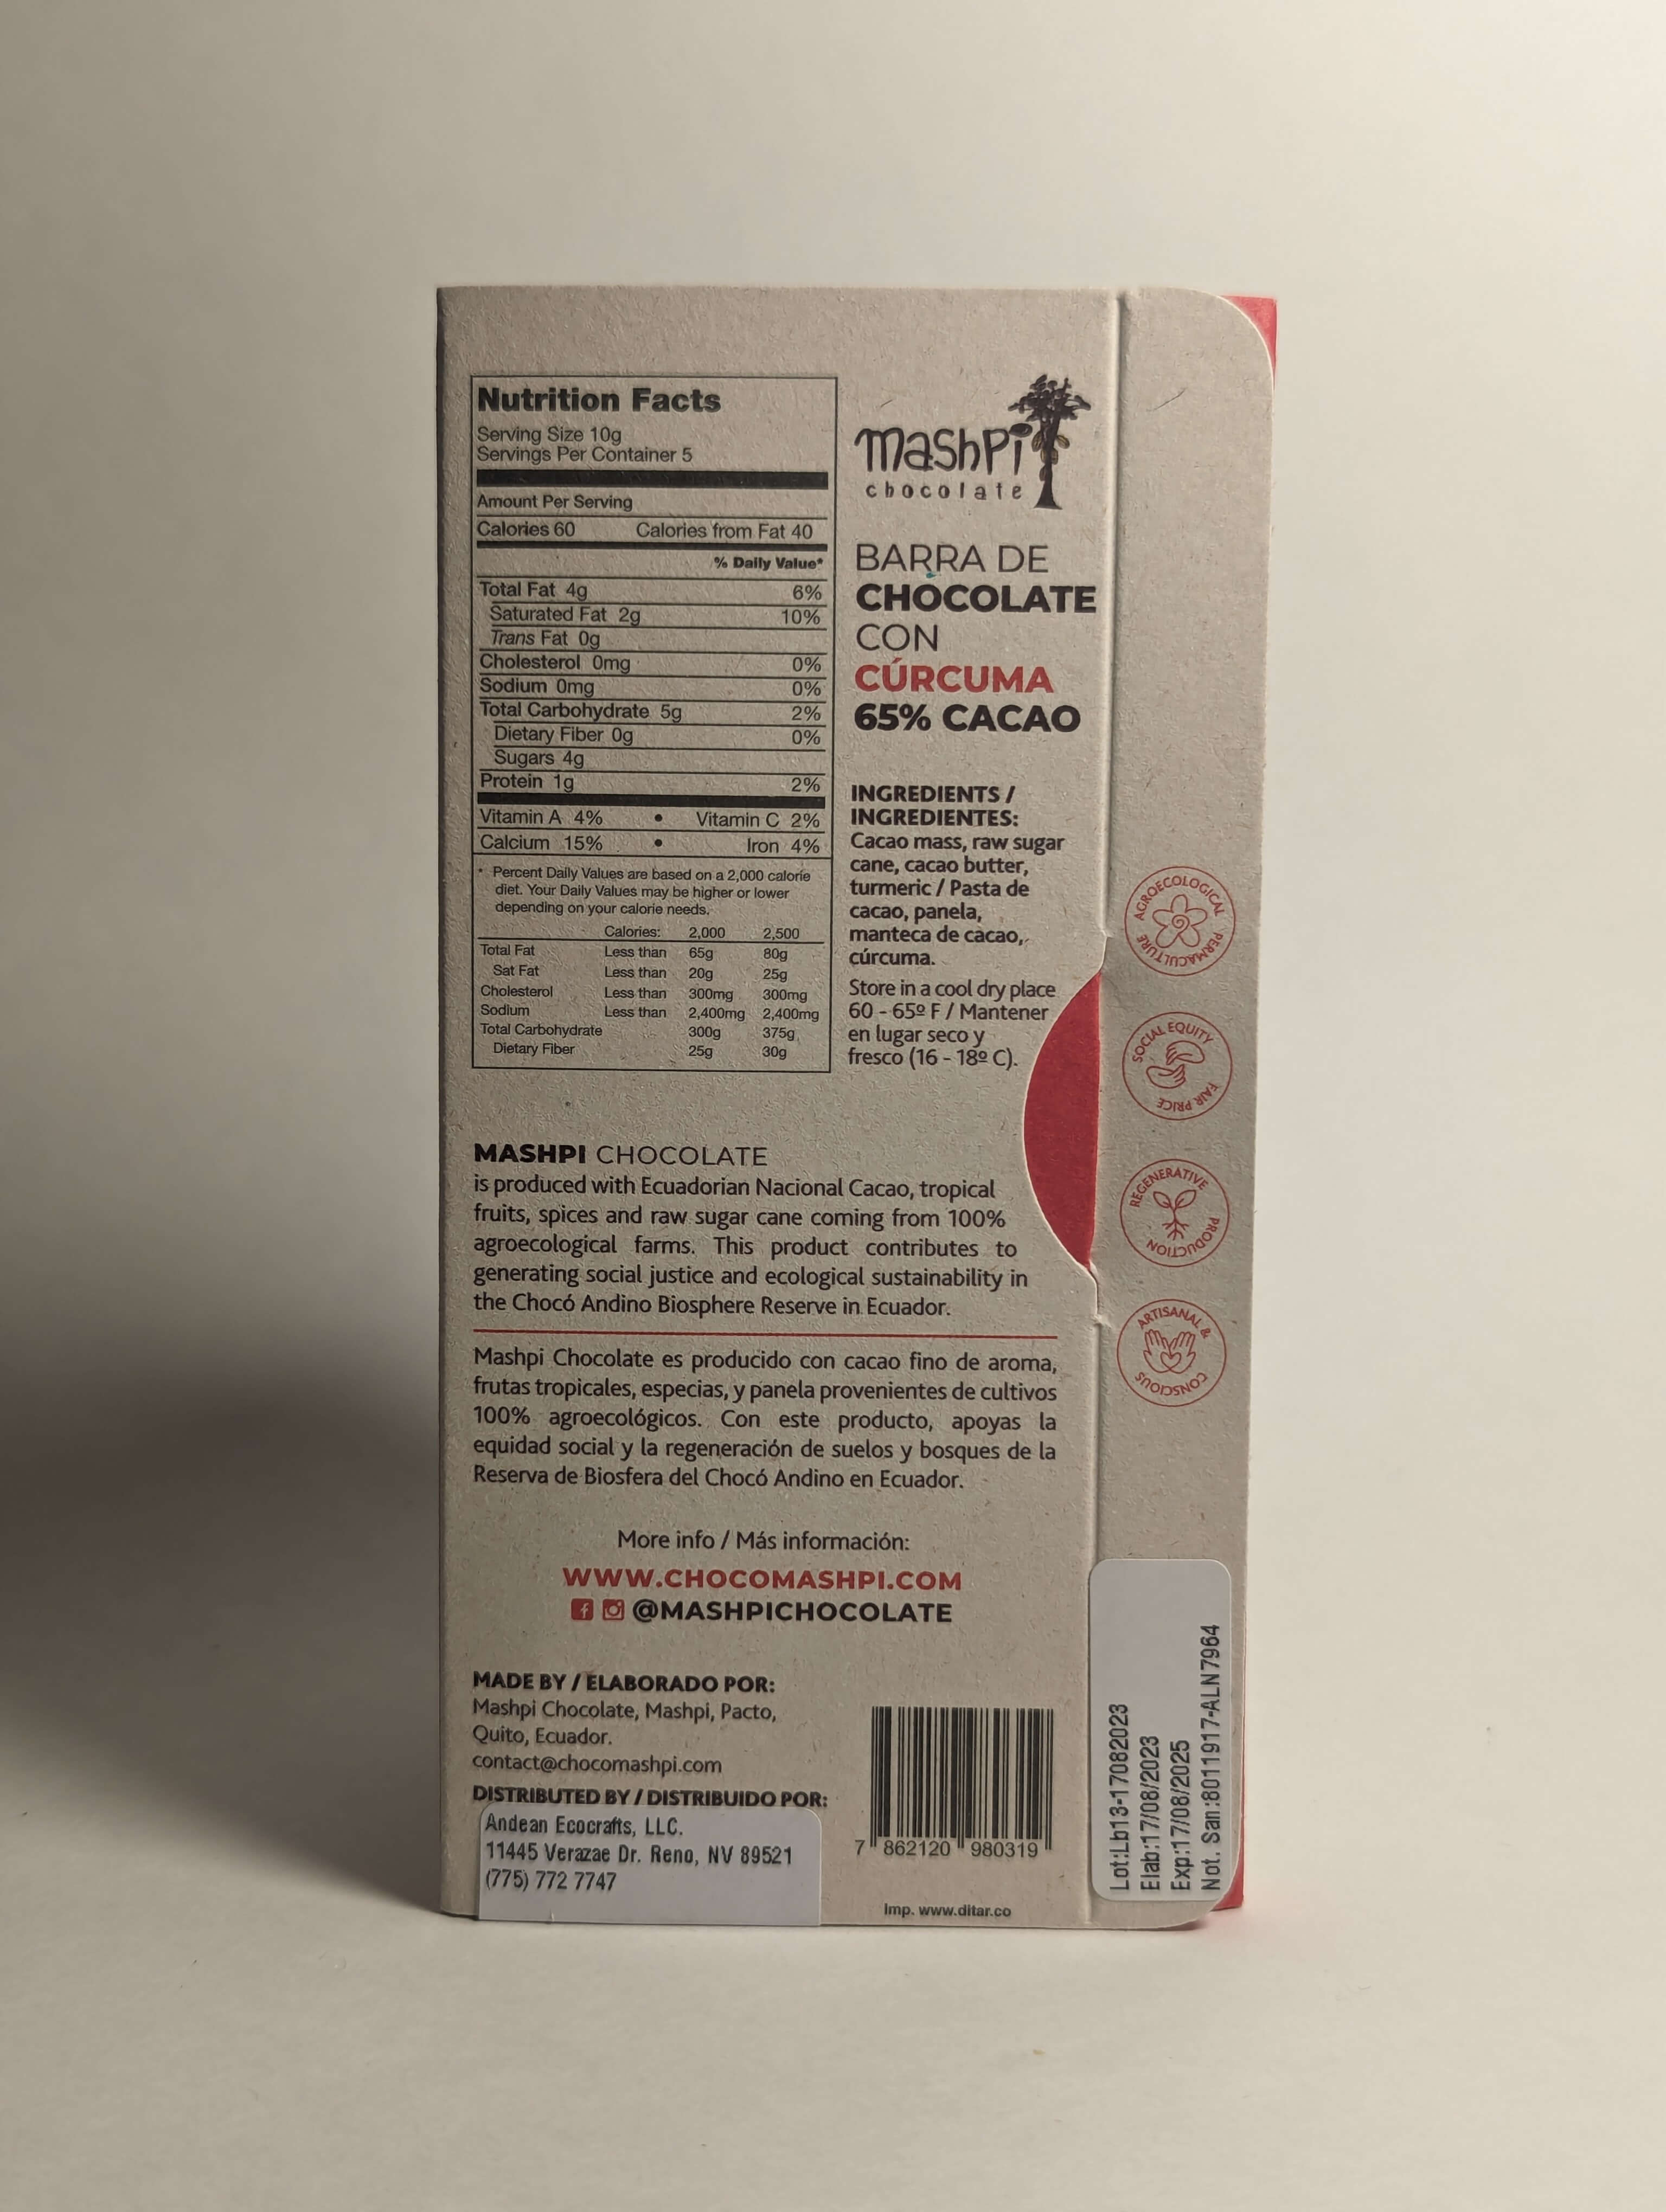 Nutrition Facts
Serving Size 10g
Servings Per Container 5
Amount Per Serving
Calories 60 Calories from Fat 40
% Daily Value*
Total Fat 4g 6%
Saturated Fat 2g 10%
Trans Fat 0g
Cholesterol 0mg 0%
Sodium 0mg 0%
Total Carbohydrate 5g 2%
Dietary Fiber 0g 0%
Sugars 4g
Protein 1g 2%
Vitamin A 4% • Vitamin C 2%
Calcium 15% • Iron 4%
* Percent Daily Values are based on a 2,000 calorie
diet. Your Daily Values may be higher or lower
depending on your calorie needs.
Calories: 2,000 2,500
Total Fat Less than 65g 80g
Sat Fat Less than 20g 25g
Cholesterol Less than 300mg 300mg
Sodium Less than 2,400mg 2,400mg
Total Carbohydrate 300g 375g
Dietary Fiber 25g 30g
mashpi
chocolate
BARRA DE
CHOCOLATE
CON
CÚRCUMA
65% CACAO
INGREDIENTS /
INGREDIENTES:
Cacao mass, raw sugar
cane, cacao butter,
turmeric / Pasta de
cacao, panela,
manteca de cacao,
cúrcuma.
Store in a cool dry place
60 - 65º F / Mantener
en lugar seco y
fresco (16 - 18º C).
MASHPI CHOCOLATE
is produced with Ecuadorian Nacional Cacao, tropical
fruits, spices and raw sugar cane coming from 100%
agroecological farms. This product contributes to
generating social justice and ecological sustainability in
the Chocó Andino Biosphere Reserve in Ecuador.
Mashpi Chocolate es producido con cacao fino de aroma,
frutas tropicales, especias, y panela provenientes de cultivos
100% agroecológicos. Con este producto, apoyas la
equidad social y la regeneración de suelos y bosques de la
Reserva de Biosfera del Chocó Andino en Ecuador.
More info / Más información:
WWW.CHOCOMASHPI.COM
@MASHPICHOCOLATE
MADE BY / ELABORADO POR:
Mashpi Chocolate, Mashpi, Pacto,
Quito, Ecuador.
contact@chocomashpi.com
DISTRIBUTED BY / DISTRIBUIDO POR:
Andean Ecocrafts, LLC.
11445 Verazae Dr. Reno, NV 89521
(775) 772 7747
7 862120 980319
Imp. www.ditar.co
AGROECOLOGICAL
PERMACULTURE
SOCIAL EQUITY
FAIR PRICE
REGENERATIVE
PRODUCTION
ARTISANAL &
CONSCIOUS
Lot:Lb13-17082023
Elab:17/08/2023
Exp:17/08/2025
Not. San:8011917-ALN7964